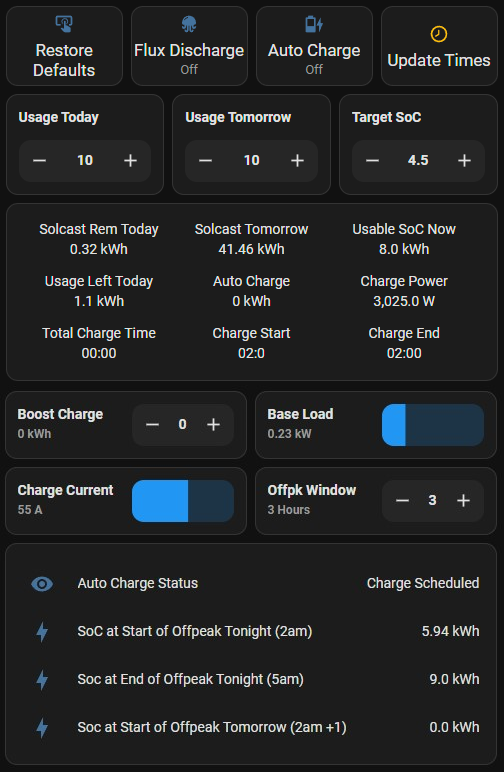 Restore
Defaults
Flux Discharge
Off
Auto Charge
Off
Update Times
Usage Today
10
Usage Tomorrow
10
Target SoC
4.5
Solcast Rem Today
0.32 kWh
Solcast Tomorrow
41.46 kWh
Usable SoC Now
8.0 kWh
Usage Left Today
1.1 kWh
Auto Charge
0 kWh
Charge Power
3,025.0 W
Total Charge Time
00:00
Charge Start
02:0
Charge End
02:00
Boost Charge
0 kWh
0
Base Load
0.23 kW
Charge Current
55 A
Offpk Window
3 Hours
3
Auto Charge Status
Charge Scheduled
SoC at Start of Offpeak Tonight (2am)
5.94 kWh
Soc at End of Offpeak Tonight (5am)
9.0 kWh
Soc at Start of Offpeak Tomorrow (2am +1)
0.0 kWh